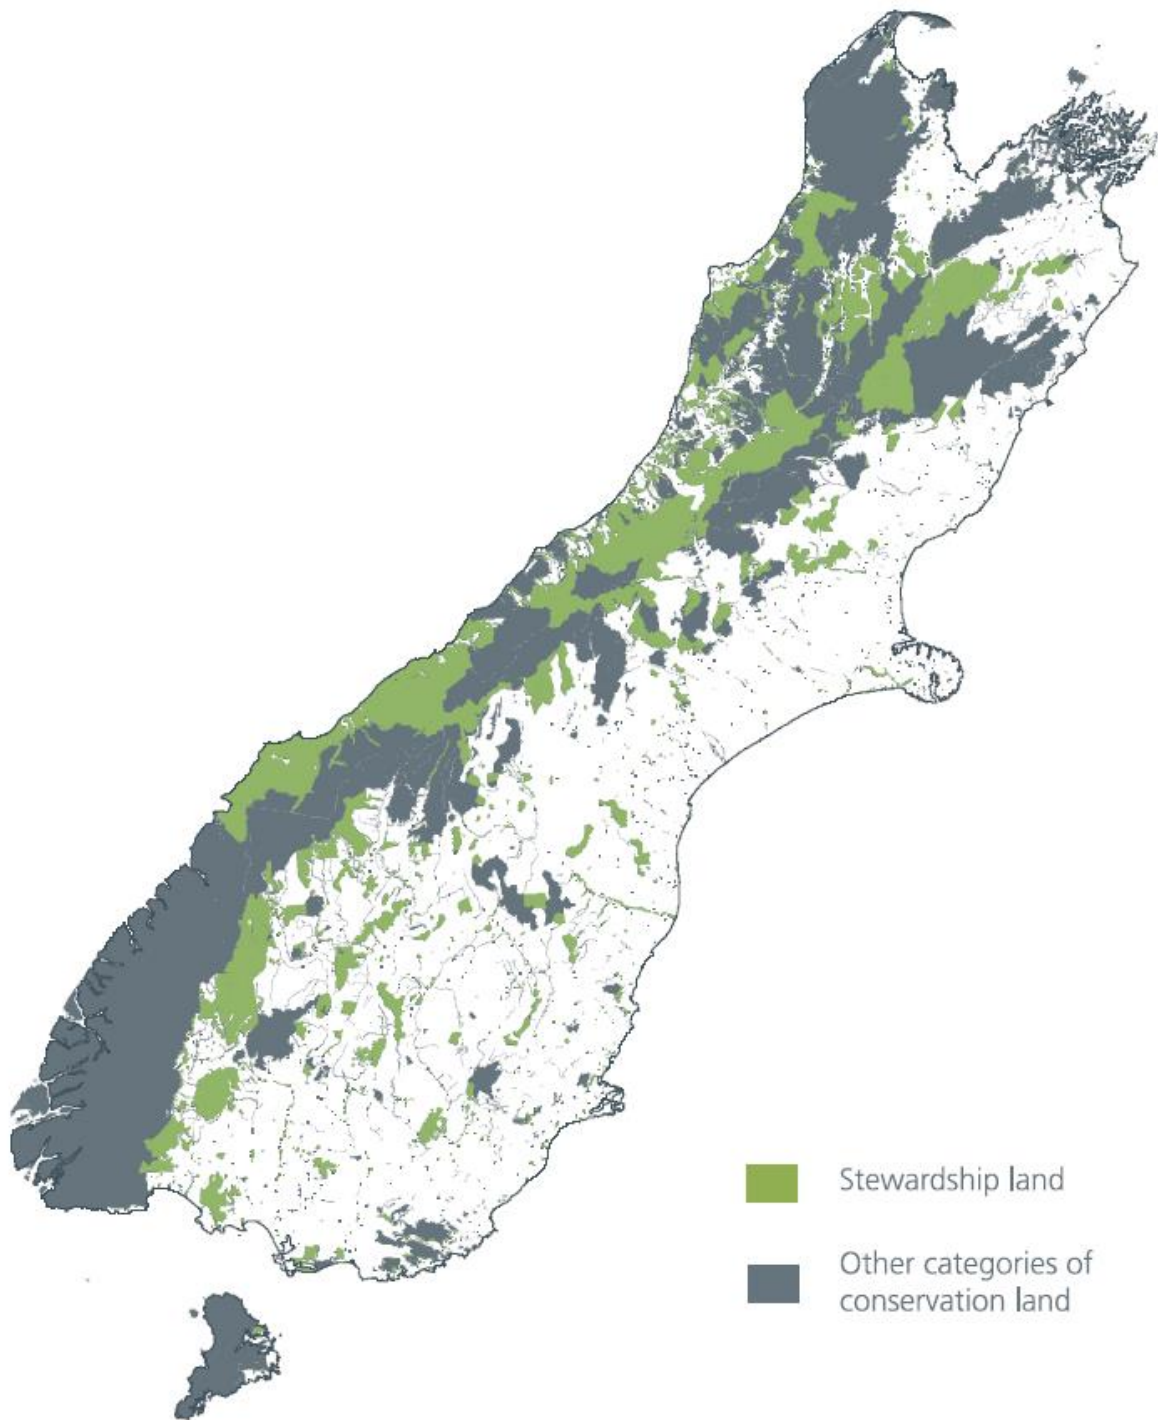 Stewardship land
Other categories of
conservation land